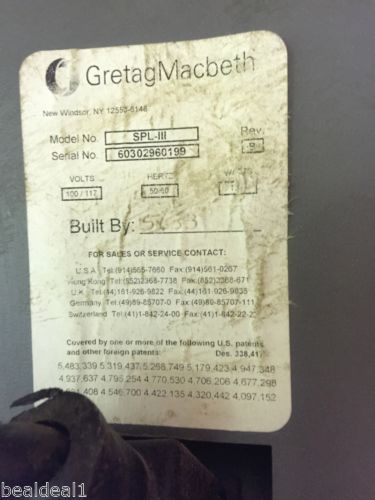 GretagMacbeth
New Windsor, NY 12553-6148
Model No. SPL-III Rev.
Serial No. 60302960199
VOLTS HERTZ
100 / 117 50-60
Built By:
FOR SALES OR SERVICE CONTACT:
U.S.A Tel:(914)565-7660 Fax:(914)561-0267
Hong Kong Tel:(852)2368-7738 Fax:(852)2368-671
U.K. Tel:(44)161-926-9822 Fax:(44)161-926-9835
Germany Tel:(49)89-85707-0 Fax:(49)89-85707-111
Switzerland Tel:(41)1-842-24-00 Fax:(41)1-842-22-2
Covered by one or more of the following U.S. patents
and other foreign patents: Des. 338,417
5,483,339 5,319,437 5,268,749 5,179,423 4,947,348
4,937,637 4,795,254 4,770,530 4,706,206 4,677,298
4,546,700 4,422,135 4,320,442 4,097,152
bealdeal1